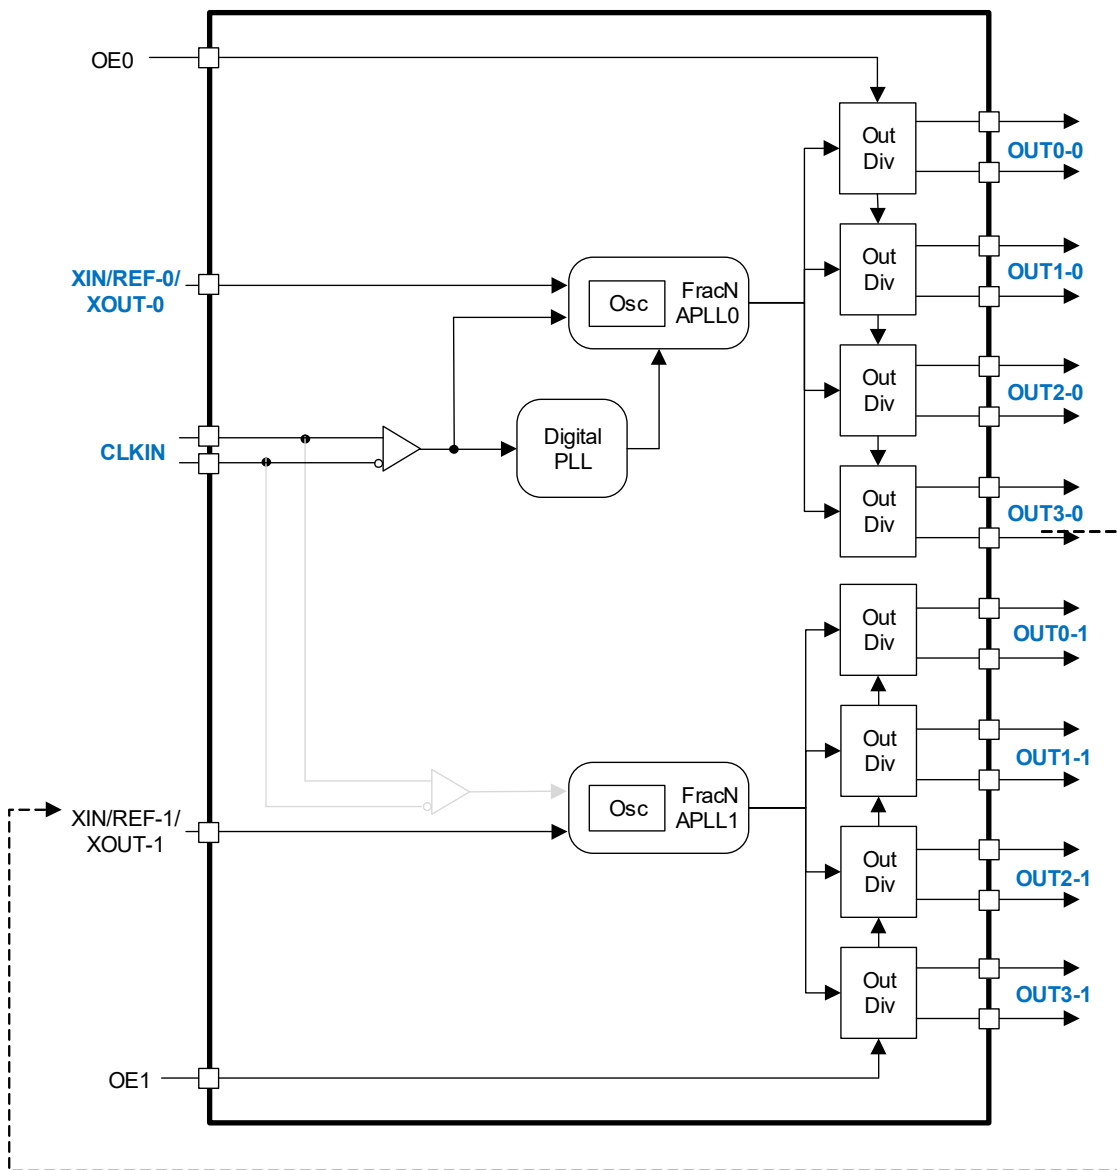 OE0
Out
Div
OUT0-0
XIN/REF-0/
XOUT-0
Osc
FracN
APLL0
Out
Div
OUT1-0
Out
Div
OUT2-0
CLKIN
Digital
PLL
Out
Div
OUT3-0
Out
Div
OUT0-1
Out
Div
OUT1-1
XIN/REF-1/
XOUT-1
Osc
FracN
APLL1
Out
Div
OUT2-1
Out
Div
OUT3-1
OE1